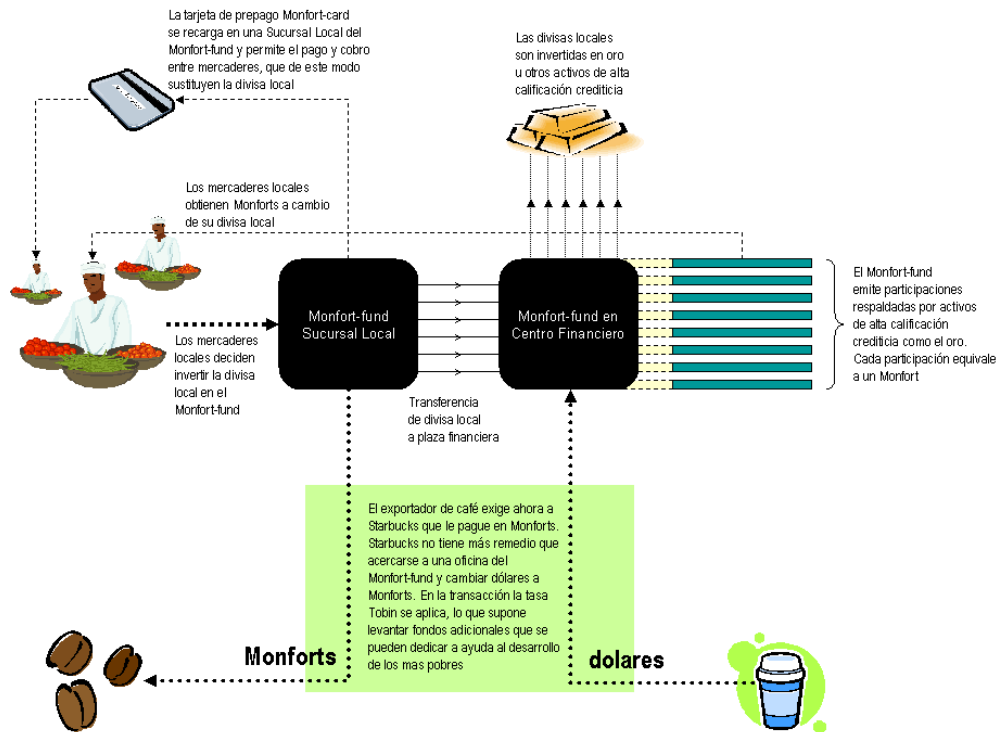 La tarjeta de prepago Monfort-card
se recarga en una Sucursal Local del
Monfort-fund y permite el pago y cobro
entre mercaderes, que de este modo
sustituyen la divisa local
Las divisas locales
son invertidas en oro
u otros activos de alta
calificación crediticia
Los mercaderes locales
obtienen Monforts a cambio
de su divisa local
Monfort-fund
Sucursal Local
Monfort-fund en
Centro Financiero
El Monfort-fund
emite participaciones
respaldadas por activos
de alta calificación
crediticia como el oro.
Cada participación equivale
a un Monfort
Los mercaderes
locales deciden
invertir la divisa
local en el
Monfort-fund
Transferencia
de divisa local
a plaza financiera
El exportador de café exige ahora a
Starbucks que le pague en Monforts.
Starbucks no tiene más remedio que
acercarse a una oficina del
Monfort-fund y cambiar dólares a
Monforts. En la transacción la tasa
Tobin se aplica, lo que supone
levantar fondos adicionales que se
pueden dedicar a ayuda al desarrollo
de los mas pobres
Monforts
dolares